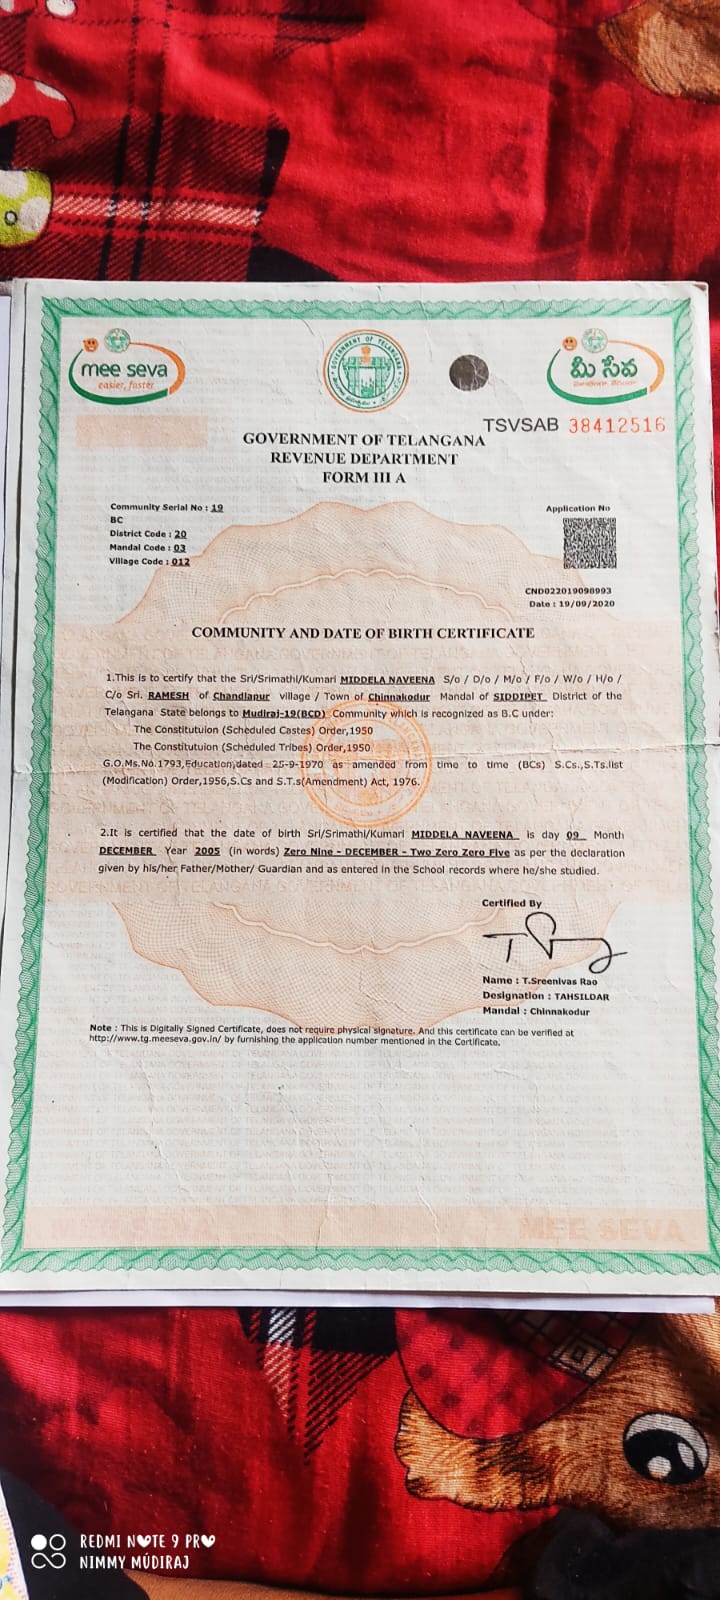 mee seva
easier, faster
GOVERNMENT OF TELANGANA
మీ సేవ
TSVSAB 38412516
GOVERNMENT OF TELANGANA
REVENUE DEPARTMENT
FORM III A
Community Serial No : 19
BC
District Code : 20
Mandal Code : 03
Village Code : 012
Application No
CND022019098993
Date : 19/09/2020
COMMUNITY AND DATE OF BIRTH CERTIFICATE
1.This is to certify that the Sri/Srimathi/Kumari MIDDELA NAVEENA S/o / D/o / M/o / F/o / W/o / H/o /
C/o Sri. RAMESH of Chandlapur village / Town of Chinnakodur Mandal of SIDDIPET District of the
Telangana State belongs to Mudiraj-19(BCD) Community which is recognized as B.C under:
The Constitution (Scheduled Castes) Order,1950
The Constitutuion (Scheduled Tribes) Order,1950
G.O.Ms.No.1793,Education,dated 25-9-1970 as amended from time to time (BCs) S.Cs.,S.Ts.list
(Modification) Order,1956,S.Cs and S.T.s(Amendment) Act, 1976.
2.It is certified that the date of birth Sri/Srimathi/Kumari MIDDELA NAVEENA is day 09 Month
DECEMBER Year 2005 (in words) Zero Nine - DECEMBER - Two Zero Zero Five as per the declaration
given by his/her Father/Mother/ Guardian and as entered in the School records where he/she studied.
Certified By
Name : T.Sreenivas Rao
Designation : TAHSILDAR
Mandal : Chinnakodur
Note : This is Digitally Signed Certificate, does not require physical signature. And this certificate can be verified at
http://www.tg.meeseva.gov.in/ by furnishing the application number mentioned in the Certificate.
MEE SEVA
MEE SEVA
REDMI N♥TE 9 PR♥
NIMMY MÚDIRAJ